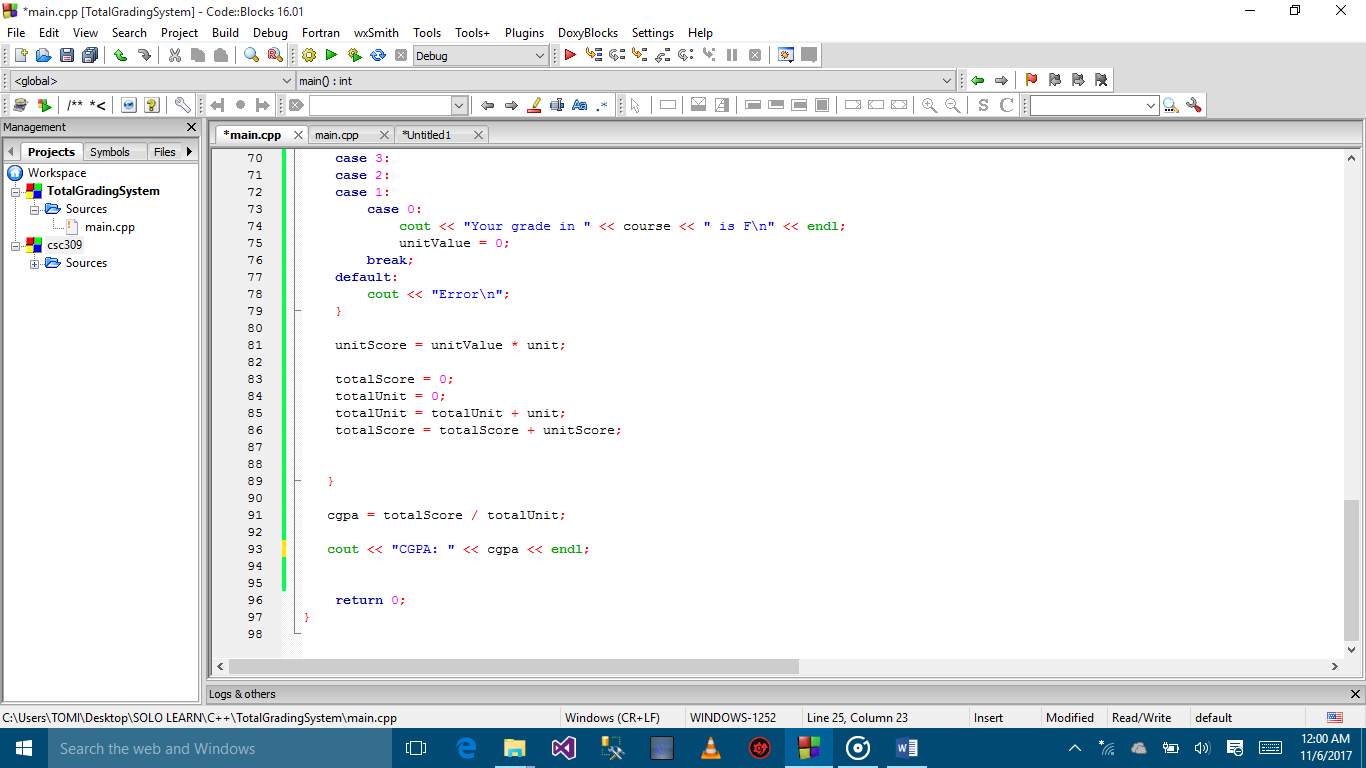 *main.cpp [TotalGradingSystem] - Code::Blocks 16.01
File Edit View Search Project Build Debug Fortran wxSmith Tools Tools+ Plugins DoxyBlocks Settings Help
Debug
<global> main() : int
/** *<
Aa .*
S C
Management
*main.cpp main.cpp *Untitled1
Projects Symbols Files
Workspace
TotalGradingSystem
Sources
main.cpp
csc309
Sources
70 case 3:
71 case 2:
72 case 1:
73 case 0:
74 cout << "Your grade in " << course << " is F\n" << endl;
75 unitValue = 0;
76 break;
77 default:
78 cout << "Error\n";
79 }
80
81 unitScore = unitValue * unit;
82
83 totalScore = 0;
84 totalUnit = 0;
85 totalUnit = totalUnit + unit;
86 totalScore = totalScore + unitScore;
87
88
89 }
90
91 cgpa = totalScore / totalUnit;
92
93 cout << "CGPA: " << cgpa << endl;
94
95
96 return 0;
97 }
98
Logs & others
C:\Users\TOMI\Desktop\SOLO LEARN\C++\TotalGradingSystem\main.cpp Windows (CR+LF) WINDOWS-1252 Line 25, Column 23 Insert Modified Read/Write default
Search the web and Windows
12:00 AM
11/6/2017